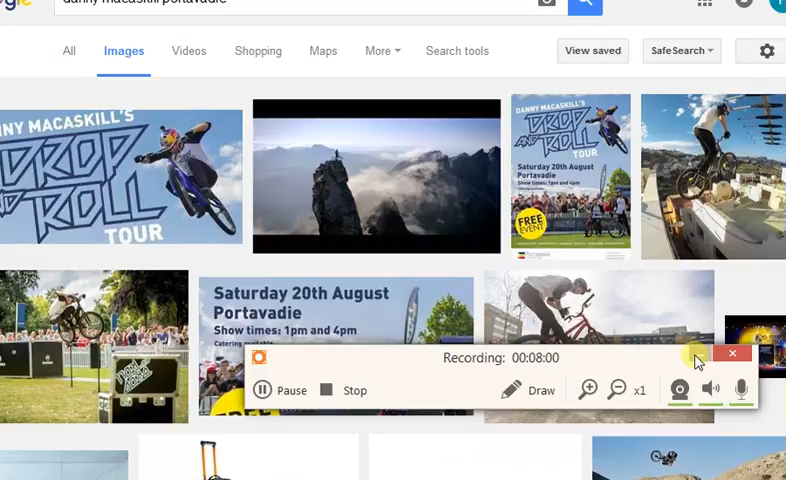 danny macaskill portavadie
All Images Videos Shopping Maps More Search tools View saved SafeSearch
DANNY MACASKILL'S
DROP
AND ROLL
TOUR
DANNY MACASKILL'S
DROP
AND ROLL
TOUR
Saturday 20th August
Portavadie
Show times: 1pm and 4pm
FREE
EVENT
Saturday 20th August
Portavadie
Show times: 1pm and 4pm
Catering available
Recording: 00:08:00
Pause Stop Draw x1